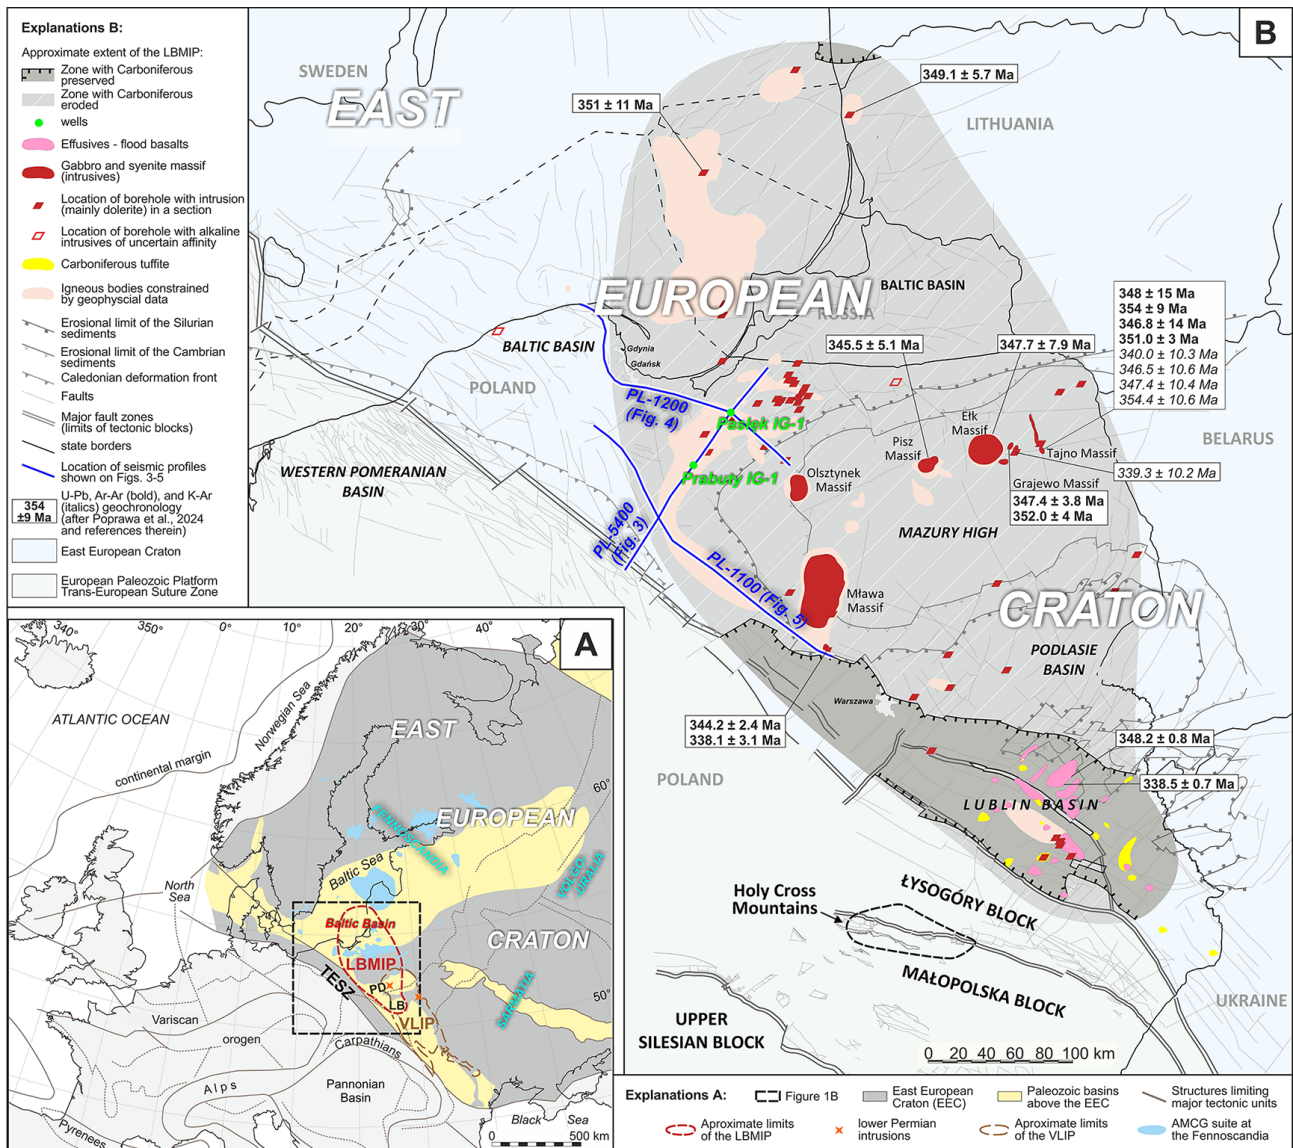 Explanations B:
Approximate extent of the LBMIP:
Zone with Carboniferous
preserved
Zone with Carboniferous
eroded
wells
Effusives - flood basalts
Gabbro and syenite massif
(intrusives)
Location of borehole with intrusion
(mainly dolerite) in a section
Location of borehole with alkaline
intrusives of uncertain affinity
Carboniferous tuffite
Igneous bodies constrained
by geophyscial data
Erosional limit of the Silurian
sediments
Erosional limit of the Cambrian
sediments
Caledonian deformation front
Faults
Major fault zones
(limits of tectonic blocks)
state borders
Location of seismic profiles
shown on Figs. 3-5
354
±9 Ma
U-Pb, Ar-Ar (bold), and K-Ar
(italics) geochronology
(after Poprawa et al., 2024
and references therein)
East European Craton
European Paleozoic Platform
Trans-European Suture Zone
B
SWEDEN
EAST
351 ± 11 Ma
349.1 ± 5.7 Ma
LITHUANIA
EUROPEAN
BALTIC BASIN
RUSSIA
348 ± 15 Ma
354 ± 9 Ma
346.8 ± 14 Ma
351.0 ± 3 Ma
340.0 ± 10.3 Ma
346.5 ± 10.6 Ma
347.4 ± 10.4 Ma
354.4 ± 10.6 Ma
BALTIC BASIN
Gdynia
Gdańsk
345.5 ± 5.1 Ma
347.7 ± 7.9 Ma
POLAND
PL-1200
(Fig. 4)
Pasłęk IG-1
Ełk
Massif
Pisz
Massif
BELARUS
Tajno Massif
339.3 ± 10.2 Ma
WESTERN POMERANIAN
BASIN
Prabuty IG-1
Olsztynek
Massif
Grajewo Massif
347.4 ± 3.8 Ma
352.0 ± 4 Ma
PL-5400
(Fig. 3)
MAZURY HIGH
PL-1100 (Fig. 5)
Mława
Massif
CRATON
PODLASIE
BASIN
Warszawa
344.2 ± 2.4 Ma
338.1 ± 3.1 Ma
348.2 ± 0.8 Ma
POLAND
338.5 ± 0.7 Ma
LUBLIN BASIN
Holy Cross
Mountains
ŁYSOGÓRY BLOCK
MAŁOPOLSKA BLOCK
UKRAINE
UPPER
SILESIAN BLOCK
0 20 40 60 80 100 km
A
340°
350°
0°
10°
20°
30°
40°
ATLANTIC OCEAN
Norwegian Sea
EAST
continental margin
60°
EUROPEAN
FENNOSCANDIA
VOLGO-
URALIA
Baltic Sea
North
Sea
Baltic Basin
CRATON
LBMIP
TESZ
PD
LB
SARMATIA
50°
VLIP
Variscan
orogen
Carpathians
Alps
Pannonian
Basin
Pyrenees
Black Sea
0 500 km
Explanations A:
Figure 1B
East European
Craton (EEC)
Paleozoic basins
above the EEC
Structures limiting
major tectonic units
Aproximate limits
of the LBMIP
lower Permian
intrusions
Aproximate limits
of the VLIP
AMCG suite at
the Fennoscandia